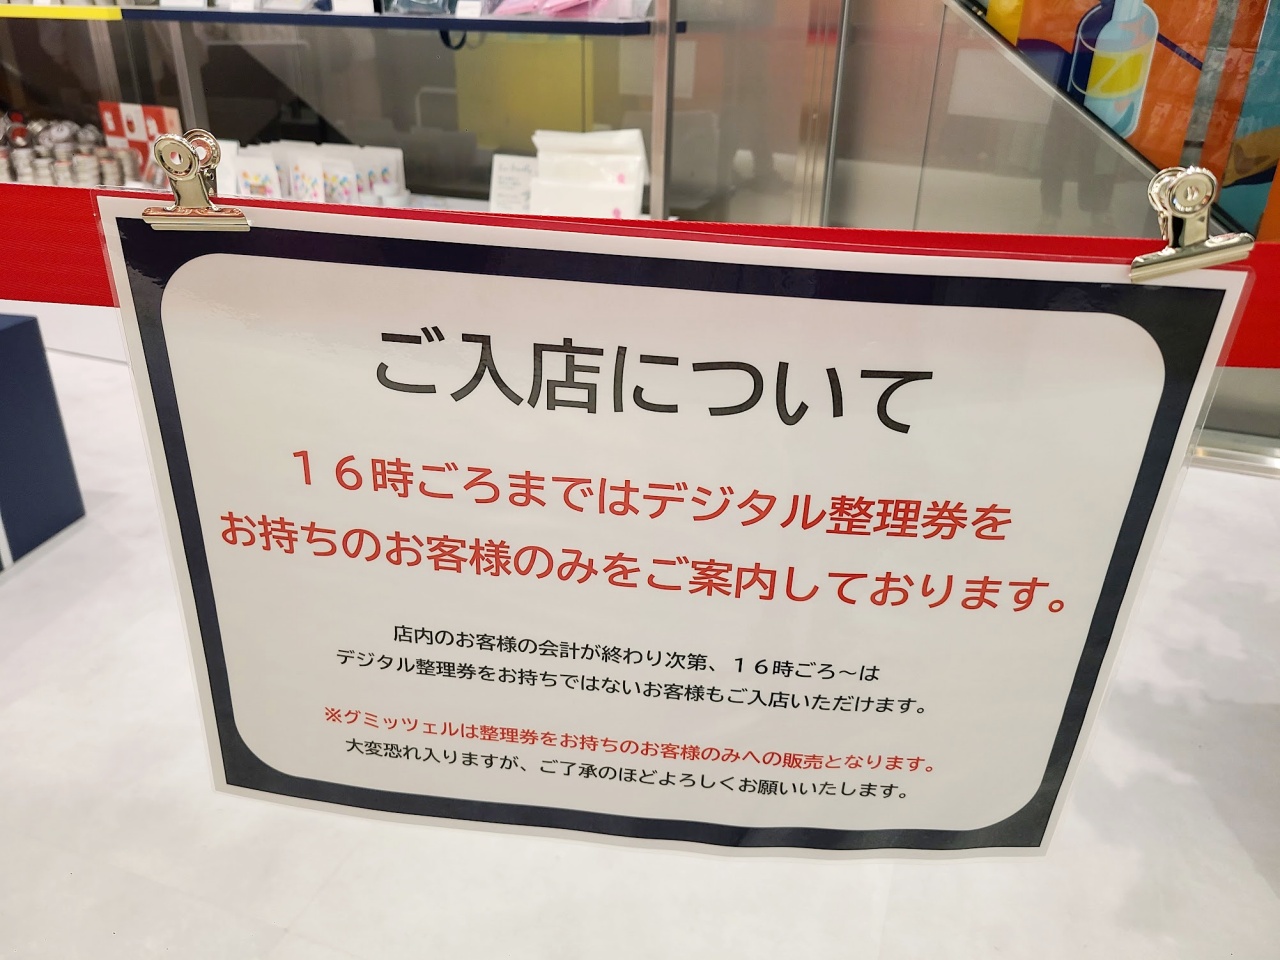 ご入店について
１６時ごろまではデジタル整理券を
お持ちのお客様のみをご案内しております。
店内のお客様の会計が終わり次第、１６時ごろ～は
デジタル整理券をお持ちではないお客様もご入店いただけます。
※グミッツェルは整理券をお持ちのお客様のみへの販売となります。
大変恐れ入りますが、ご了承のほどよろしくお願いいたします。